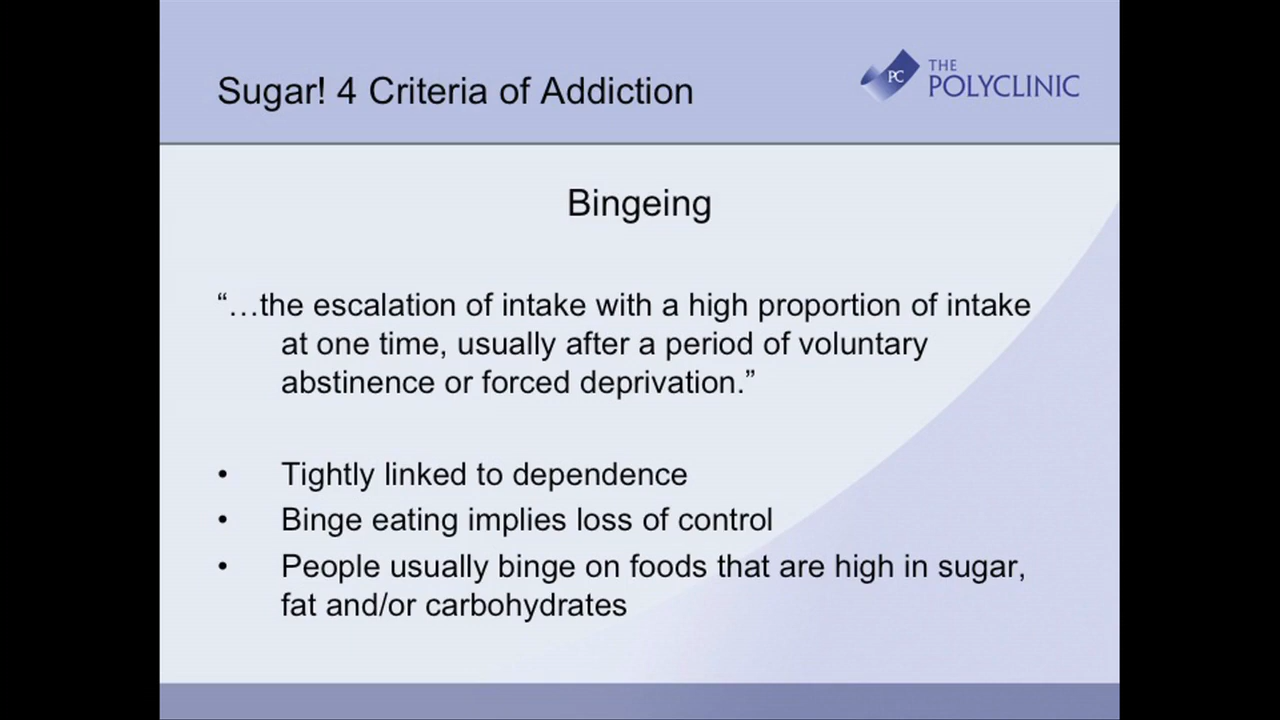 Sugar! 4 Criteria of Addiction
PC
THE
POLYCLINIC
Bingeing
“…the escalation of intake with a high proportion of intake
at one time, usually after a period of voluntary
abstinence or forced deprivation.”
• Tightly linked to dependence
• Binge eating implies loss of control
• People usually binge on foods that are high in sugar,
fat and/or carbohydrates